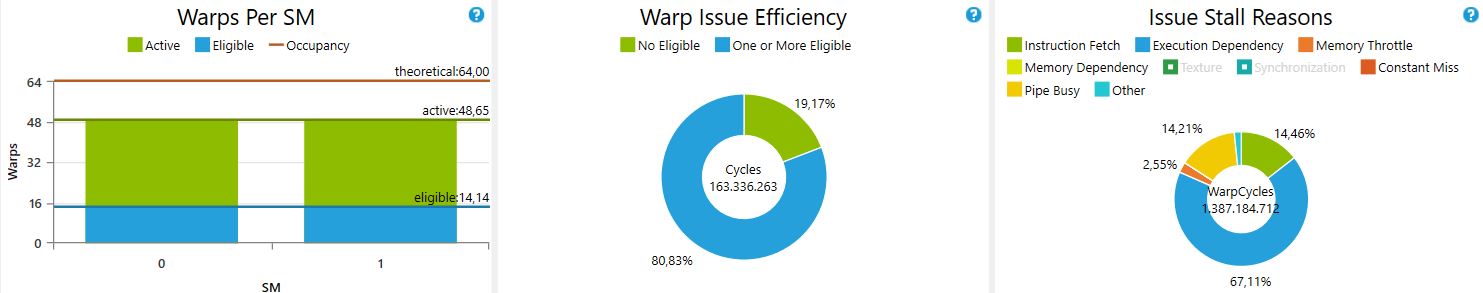 Warps Per SM
Active Eligible Occupancy
theoretical:64,00
64
active:48,65
48
32
eligible:14,14
16
0
Warps
0 1
SM
Warp Issue Efficiency
No Eligible One or More Eligible
19,17%
Cycles
163.336.263
80,83%
Issue Stall Reasons
Instruction Fetch Execution Dependency Memory Throttle
Memory Dependency Texture Synchronization Constant Miss
Pipe Busy Other
14,21% 14,46%
2,55%
WarpCycles
1.387.184.712
67,11%